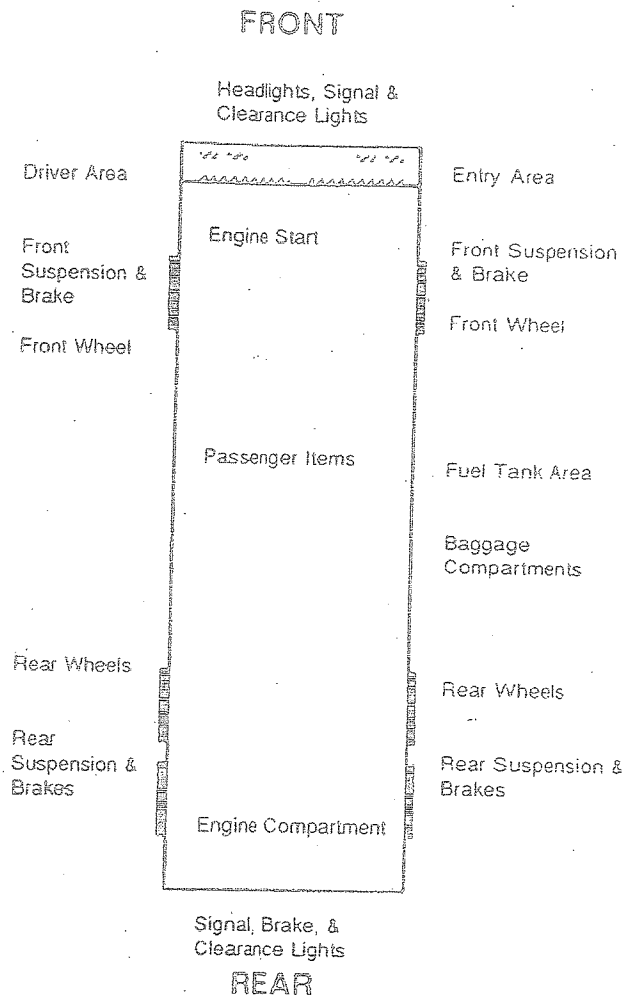 FRONT
Headlights, Signal &
Clearance Lights
Driver Area
Entry Area
Engine Start
Front
Suspension &
Brake
Front Suspension
& Brake
Front Wheel
Front Wheel
Passenger Items
Fuel Tank Area
Baggage
Compartments
Rear Wheels
Rear Wheels
Rear
Suspension &
Brakes
Rear Suspension &
Brakes
Engine Compartment
Signal, Brake, &
Clearance Lights
REAR